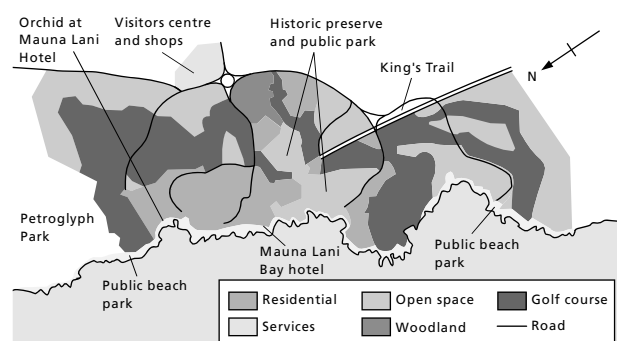 Orchid at
Mauna Lani
Hotel
Visitors centre
and shops
Historic preserve
and public park
King's Trail
N
Petroglyph
Park
Public beach
park
Mauna Lani
Bay hotel
Public beach
park
Residential
Open space
Golf course
Services
Woodland
Road